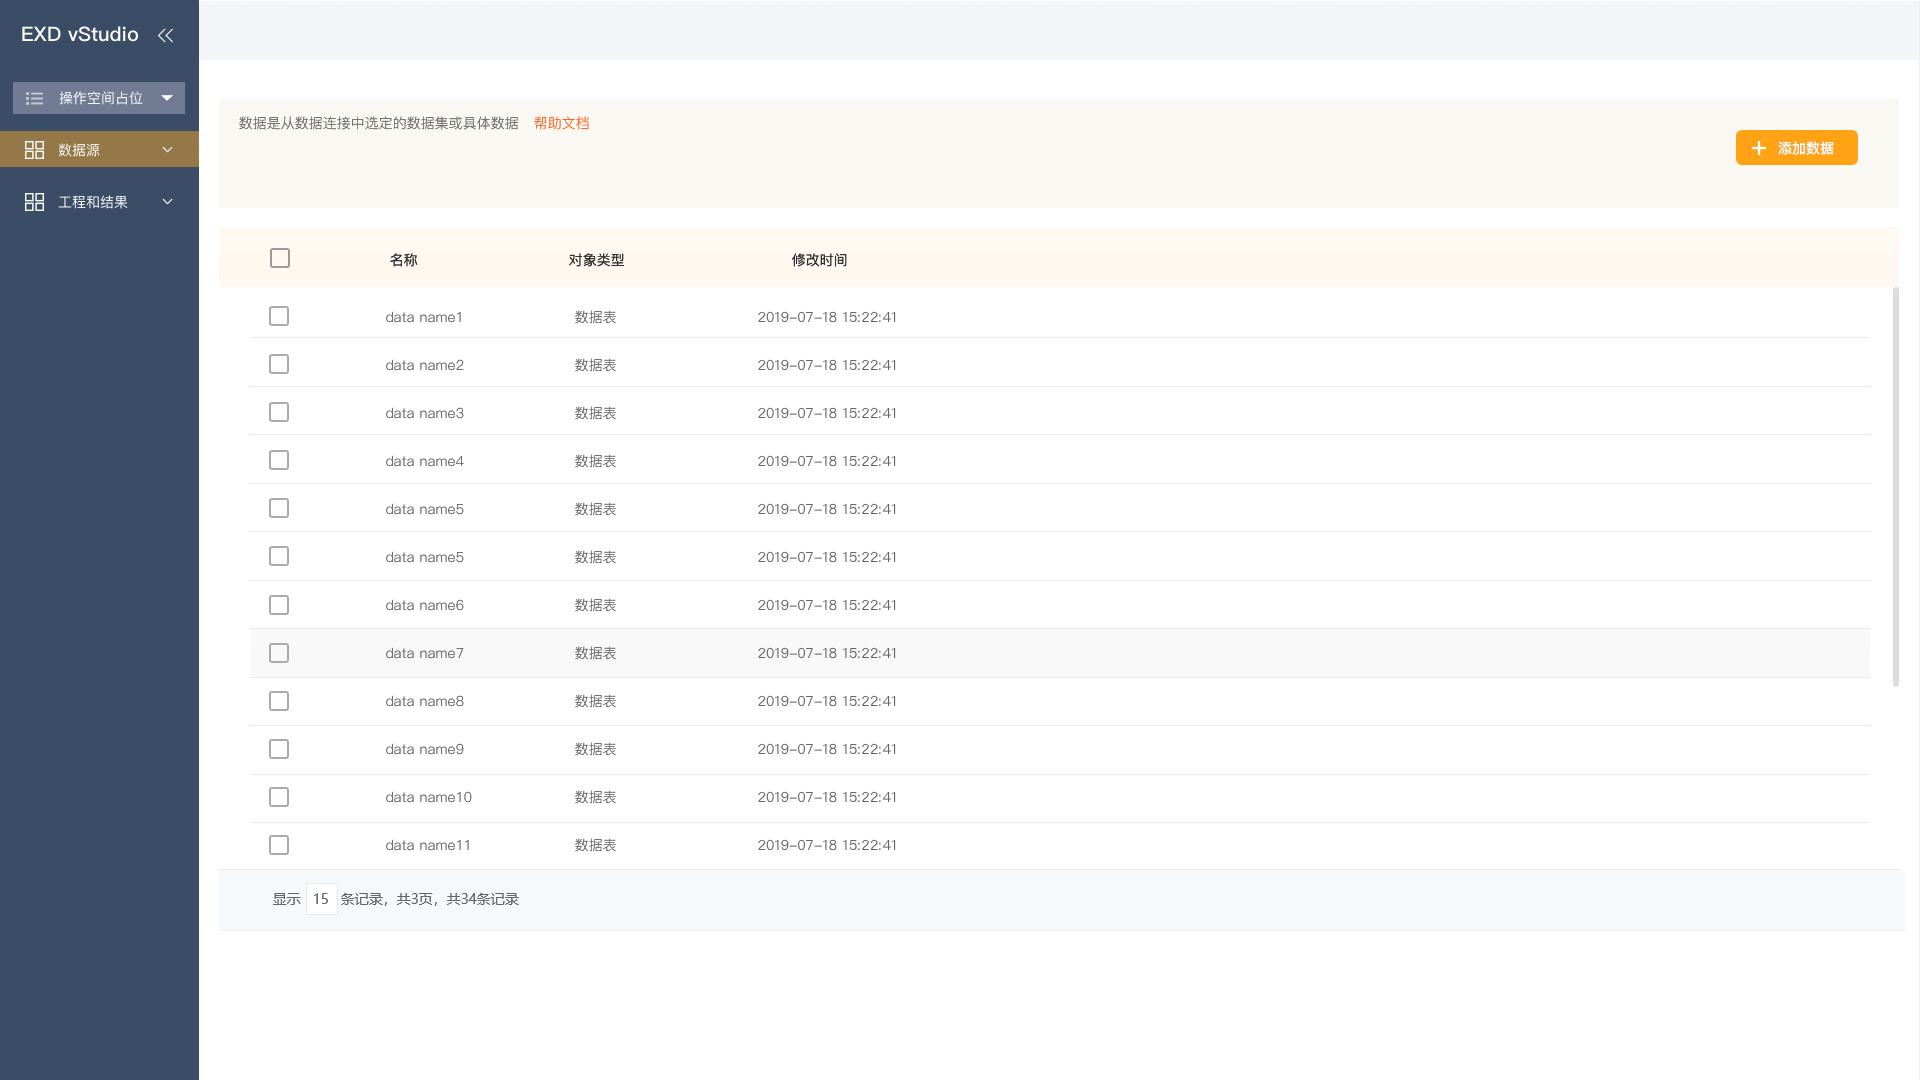 EXD vStudio
操作空间占位
数据源
工程和结果
数据是从数据连接中选定的数据集或具体数据 帮助文档
添加数据
名称 对象类型 修改时间
data name1 数据表 2019-07-18 15:22:41
data name2 数据表 2019-07-18 15:22:41
data name3 数据表 2019-07-18 15:22:41
data name4 数据表 2019-07-18 15:22:41
data name5 数据表 2019-07-18 15:22:41
data name5 数据表 2019-07-18 15:22:41
data name6 数据表 2019-07-18 15:22:41
data name7 数据表 2019-07-18 15:22:41
data name8 数据表 2019-07-18 15:22:41
data name9 数据表 2019-07-18 15:22:41
data name10 数据表 2019-07-18 15:22:41
data name11 数据表 2019-07-18 15:22:41
显示 15 条记录，共3页，共34条记录